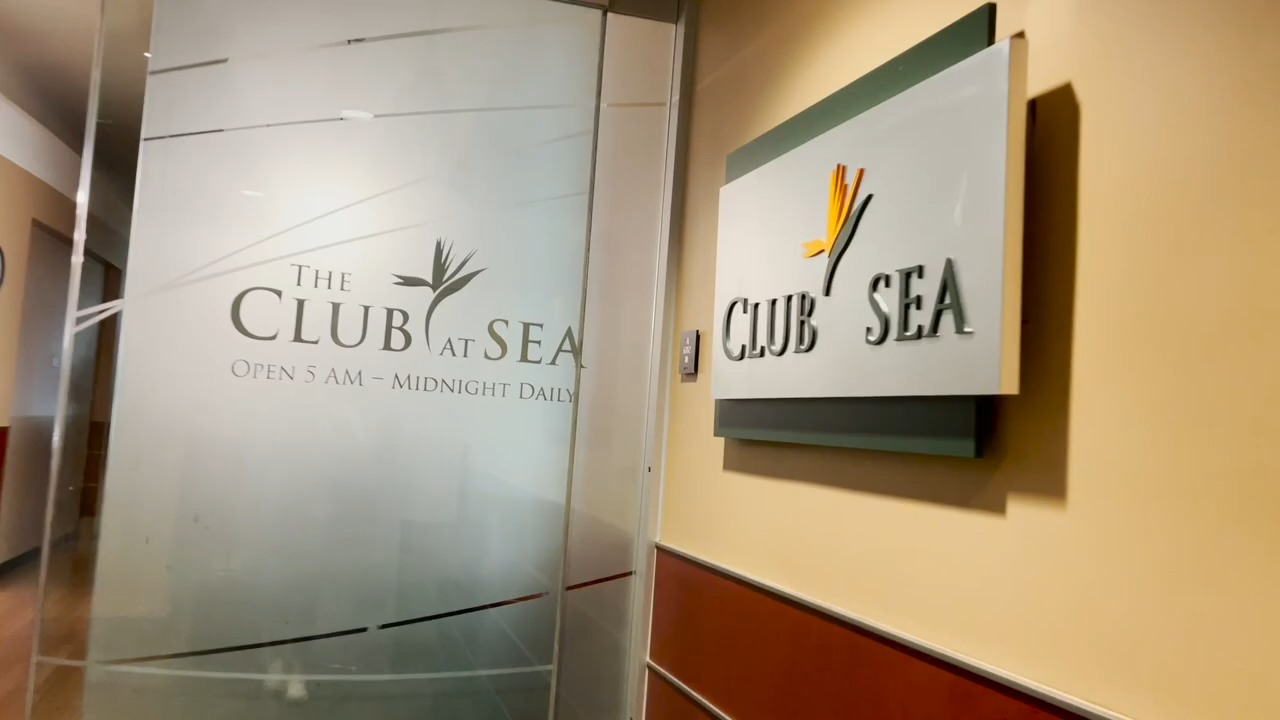 THE
CLUB AT SEA
OPEN 5 AM – MIDNIGHT DAILY
CLUB SEA